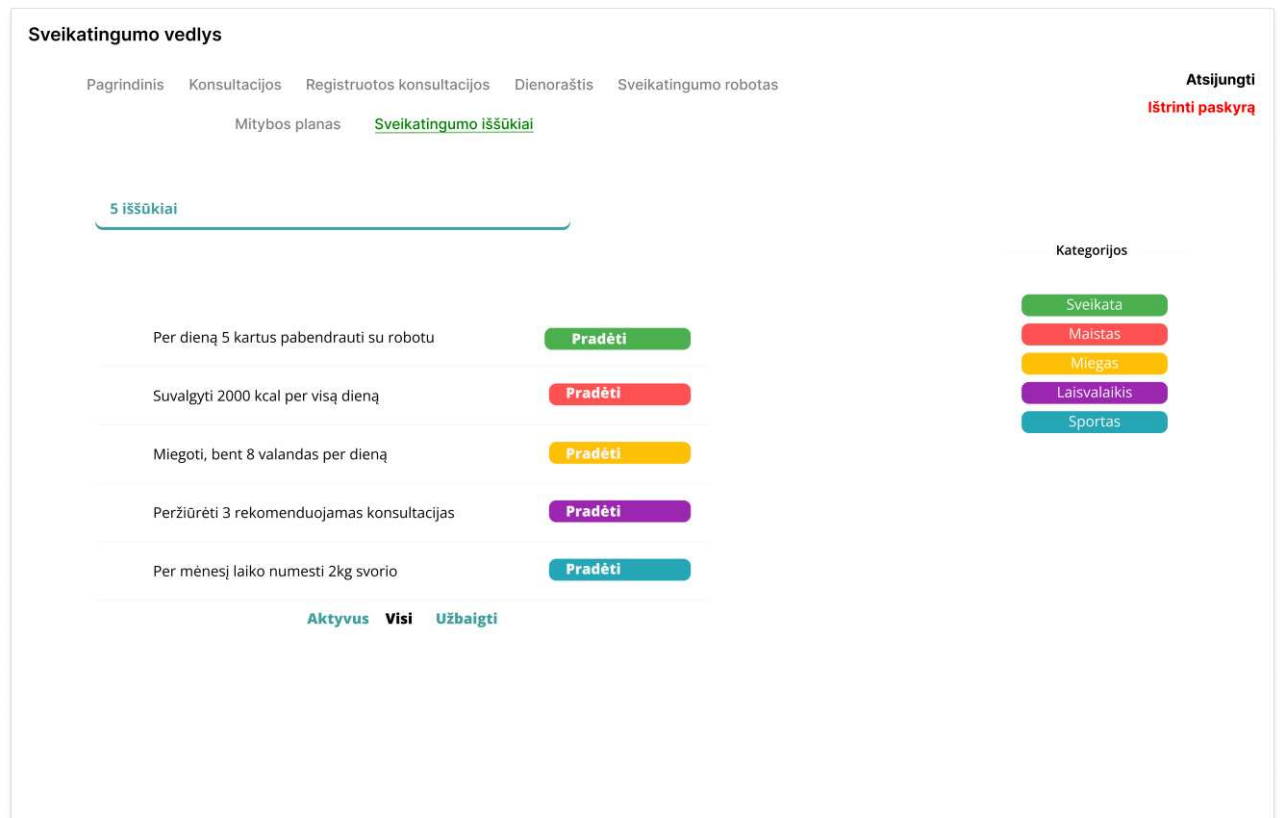 Sveikatingumo vedlys
Pagrindinis Konsultacijos Registruotos konsultacijos Dienoraštis Sveikatingumo robotas
Atsijungti
Ištrinti paskyrą
Mitybos planas Sveikatingumo iššūkiai
5 iššūkiai
Per dieną 5 kartus pabendrauti su robotu Pradėti
Suvalgyti 2000 kcal per visą dieną Pradėti
Miegoti, bent 8 valandas per dieną Pradėti
Peržiūrėti 3 rekomenduojamas konsultacijas Pradėti
Per mėnesį laiko numesti 2kg svorio Pradėti
Aktyvus Visi Užbaigti
Kategorijos
Sveikata
Maistas
Miegas
Laisvalaikis
Sportas